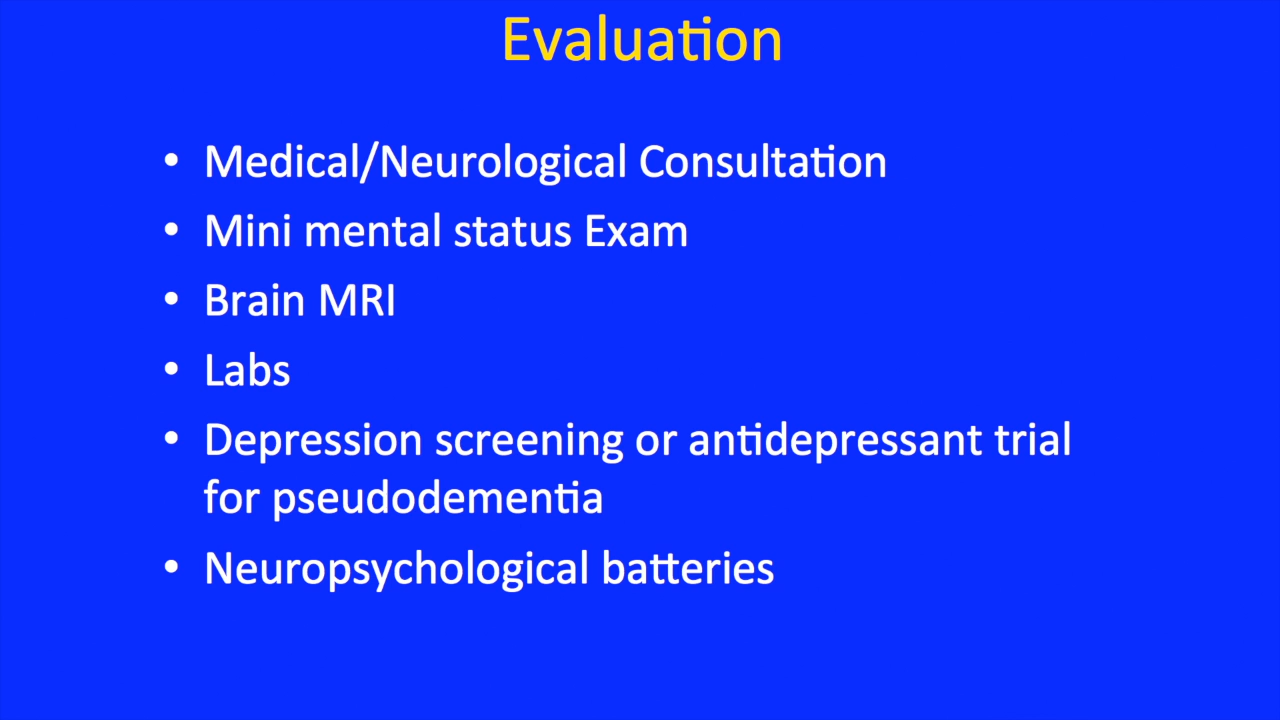 Evaluation
• Medical/Neurological Consultation
• Mini mental status Exam
• Brain MRI
• Labs
• Depression screening or antidepressant trial
for pseudodementia
• Neuropsychological batteries